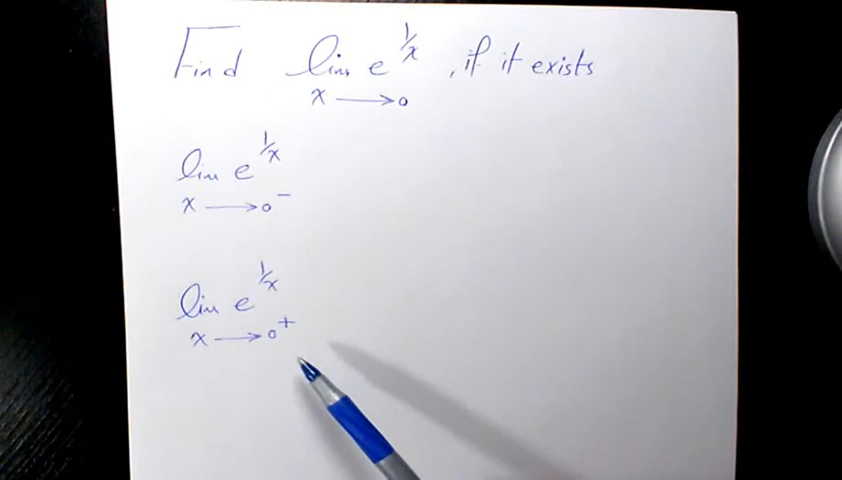 Find lim e^{1/x}, if it exists
x → 0
lim e^{1/x}
x → 0⁻
lim e^{1/x}
x → 0⁺